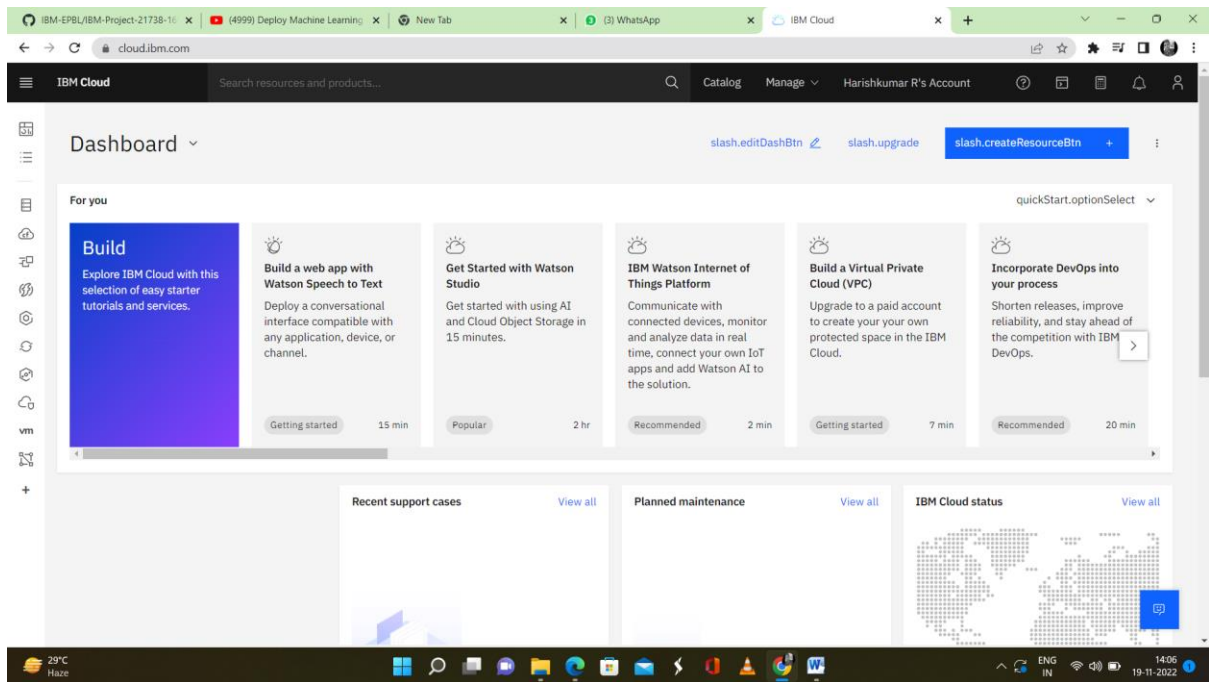 IBM-EPBL/IBM-Project-21738-16
(4999) Deploy Machine Learning
New Tab
(3) WhatsApp
IBM Cloud
cloud.ibm.com
IBM Cloud
Search resources and products...
Catalog
Manage
Harishkumar R's Account
Dashboard
slash.editDashBtn
slash.upgrade
slash.createResourceBtn +
For you
quickStart.optionSelect
Build
Explore IBM Cloud with this
selection of easy starter
tutorials and services.
Build a web app with
Watson Speech to Text
Deploy a conversational
interface compatible with
any application, device, or
channel.
Getting started
15 min
Get Started with Watson
Studio
Get started with using AI
and Cloud Object Storage in
15 minutes.
Popular
2 hr
IBM Watson Internet of
Things Platform
Communicate with
connected devices, monitor
and analyze data in real
time, connect your own IoT
apps and add Watson AI to
the solution.
Recommended
2 min
Build a Virtual Private
Cloud (VPC)
Upgrade to a paid account
to create your your own
protected space in the IBM
Cloud.
Getting started
7 min
Incorporate DevOps into
your process
Shorten releases, improve
reliability, and stay ahead of
the competition with IBM
DevOps.
Recommended
20 min
vm
Recent support cases
View all
Planned maintenance
View all
IBM Cloud status
View all
29°C
Haze
ENG
IN
14:06
19-11-2022
1